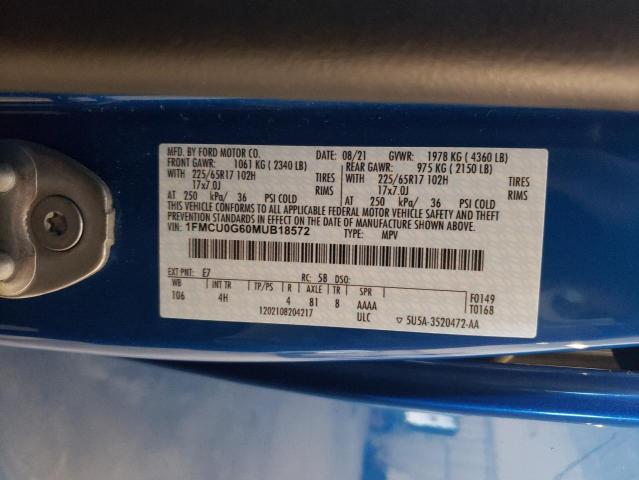 MFD. BY FORD MOTOR CO. DATE: 08/21 GVWR: 1978 KG (4360 LB)
FRONT GAWR: 1061 KG (2340 LB) REAR GAWR: 975 KG (2150 LB)
WITH 225/65R17 102H TIRES WITH 225/65R17 102H TIRES
17x7.0J RIMS 17x7.0J RIMS
AT 250 kPa/ 36 PSI COLD AT 250 kPa/ 36 PSI COLD
THIS VEHICLE CONFORMS TO ALL APPLICABLE FEDERAL MOTOR VEHICLE SAFETY AND THEFT
PREVENTION STANDARDS IN EFFECT ON THE DATE OF MANUFACTURE SHOWN ABOVE.
VIN: 1FMCU0G60MUB18572 TYPE: MPV
EXT PNT: E7 RC: 58 DSO:
WB INT TR TP/PS R AXLE TR SPR
106 4H 4 81 8 AAAA F0149
1202108204217 ULC T0168
5U5A-3520472-AA